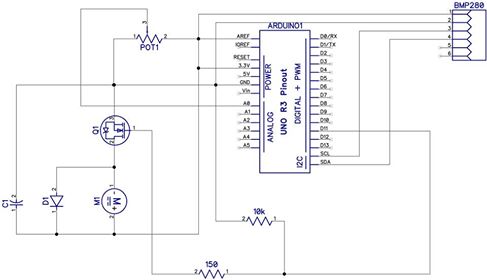 BMP280
1
2
3
4
5
6
ARDUINO1
3
POT1
AREF
IOREF
RESET
3.3V
5V
GND
Vin
A0
A1
A2
A3
A4
A5
POWER
ANALOG
UNO R3 Pinout
DIGITAL + PWM
I2C
D0/RX
D1/TX
D2
D3
D4
D5
D6
D7
D8
D9
D10
D11
D12
D13
SCL
SDA
Q1
C1
D1
M1
M
10k
2
1
150
2
1